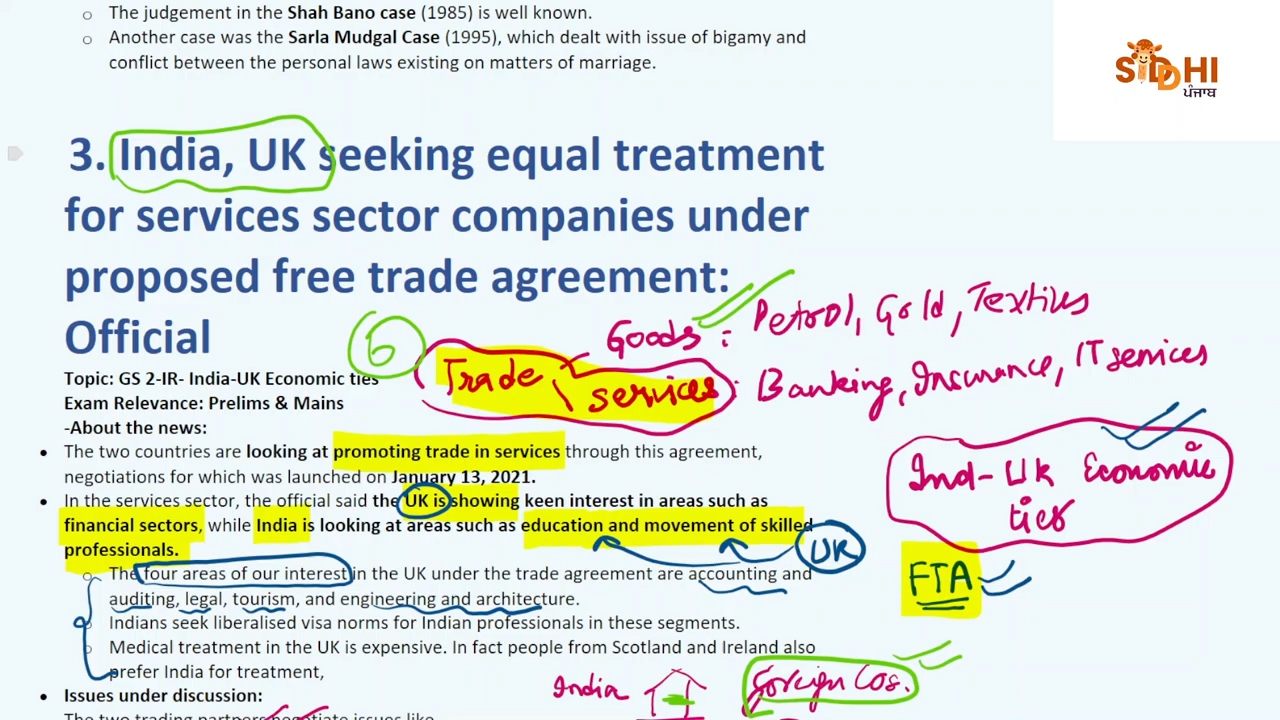 The judgement in the Shah Bano case (1985) is well known.
Another case was the Sarla Mudgal Case (1995), which dealt with issue of bigamy and
conflict between the personal laws existing on matters of marriage.
SIDDHI
ਪੰਜਾਬ
3. India, UK seeking equal treatment
for services sector companies under
proposed free trade agreement:
Official
6
Goods : Petrol, Gold, Textiles
Trade
services : Banking, Insurance, IT services
Topic: GS 2-IR- India-UK Economic ties
Exam Relevance: Prelims & Mains
-About the news:
• The two countries are looking at promoting trade in services through this agreement,
negotiations for which was launched on January 13, 2021.
Ind-UK Economic
ties
• In the services sector, the official said the UK is showing keen interest in areas such as
financial sectors, while India is looking at areas such as education and movement of skilled
professionals.
UK
FTA
The four areas of our interest in the UK under the trade agreement are accounting and
auditing, legal, tourism, and engineering and architecture.
Indians seek liberalised visa norms for Indian professionals in these segments.
Medical treatment in the UK is expensive. In fact people from Scotland and Ireland also
prefer India for treatment,
India
Foreign Cos.
• Issues under discussion:
The two trading partners negotiate issues like